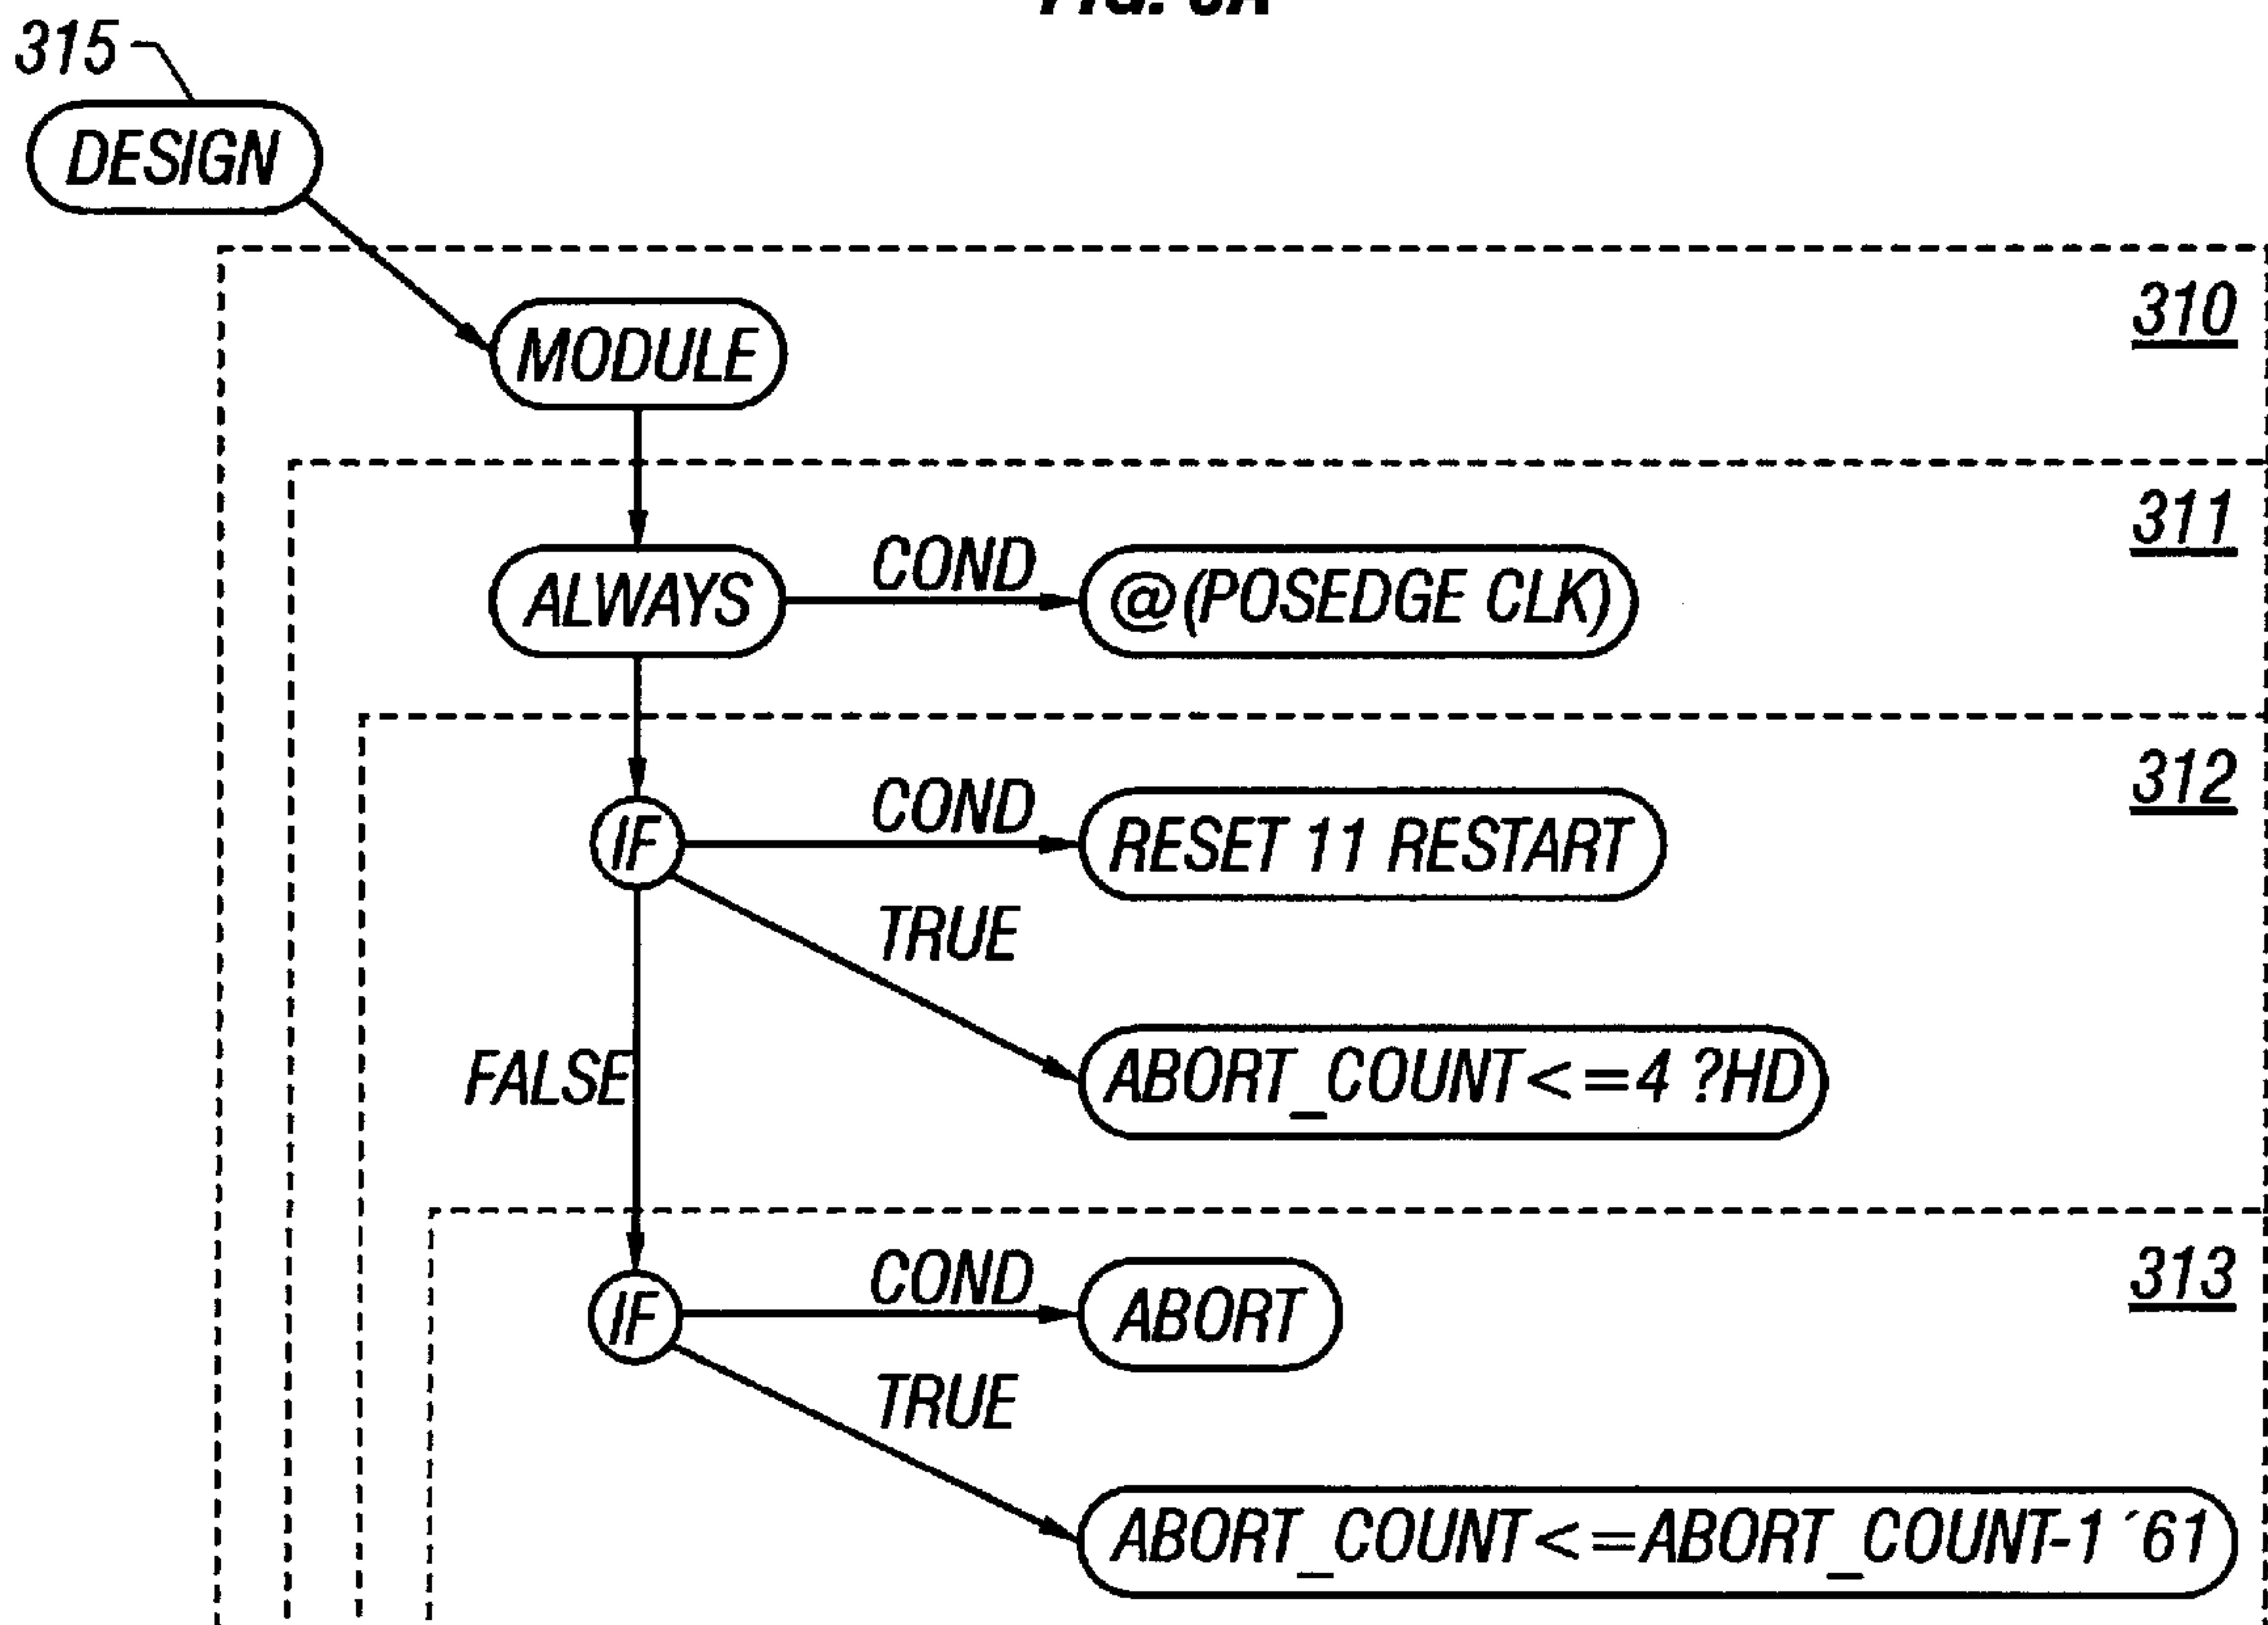 315
DESIGN
310
MODULE
311
ALWAYS
COND
@(POSEDGE CLK)
312
IF
COND
RESET 11 RESTART
TRUE
FALSE
ABORT_COUNT<=4 ?HD
313
IF
COND
ABORT
TRUE
ABORT_COUNT<=ABORT_COUNT-1 ´61